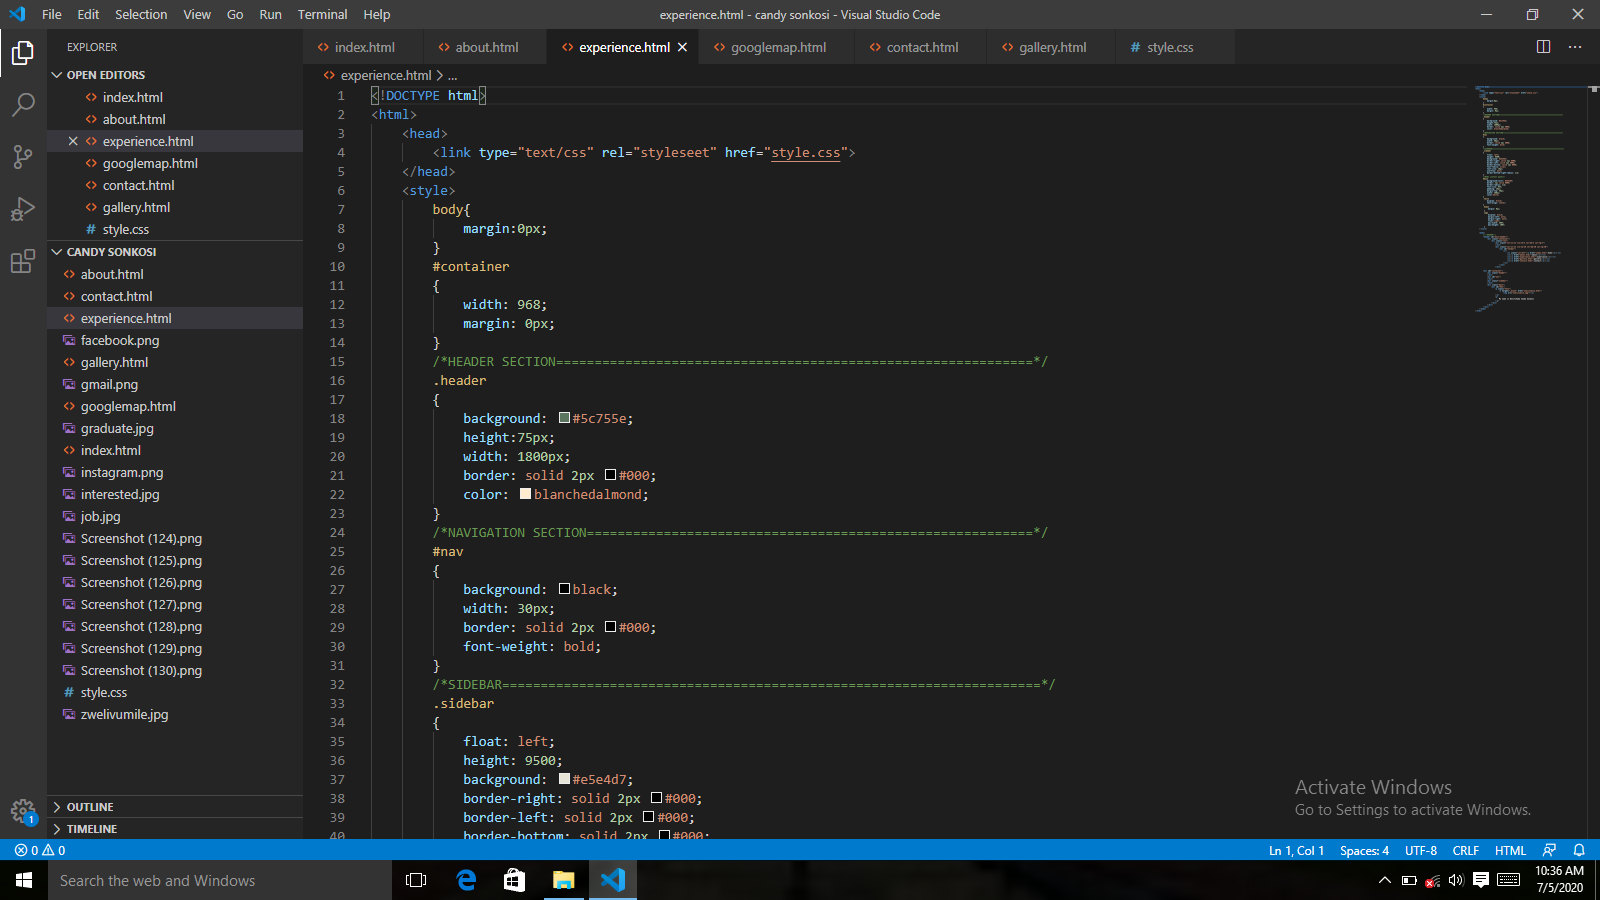 File Edit Selection View Go Run Terminal Help
experience.html - candy sonkosi - Visual Studio Code
EXPLORER
index.html about.html experience.html googlemap.html contact.html gallery.html # style.css
OPEN EDITORS
index.html
about.html
experience.html
googlemap.html
contact.html
gallery.html
# style.css
CANDY SONKOSI
about.html
contact.html
experience.html
facebook.png
gallery.html
gmail.png
googlemap.html
graduate.jpg
index.html
instagram.png
interested.jpg
job.jpg
Screenshot (124).png
Screenshot (125).png
Screenshot (126).png
Screenshot (127).png
Screenshot (128).png
Screenshot (129).png
Screenshot (130).png
# style.css
zwelivumile.jpg
OUTLINE
TIMELINE
experience.html > ...
1 <!DOCTYPE html>
2 <html>
3 <head>
4 <link type="text/css" rel="styleseet" href="style.css">
5 </head>
6 <style>
7 body{
8 margin:0px;
9 }
10 #container
11 {
12 width: 968;
13 margin: 0px;
14 }
15 /*HEADER SECTION==============================================================*/
16 .header
17 {
18 background: #5c755e;
19 height:75px;
20 width: 1800px;
21 border: solid 2px #000;
22 color: blanchedalmond;
23 }
24 /*NAVIGATION SECTION==========================================================*/
25 #nav
26 {
27 background: black;
28 width: 30px;
29 border: solid 2px #000;
30 font-weight: bold;
31 }
32 /*SIDEBAR======================================================================*/
33 .sidebar
34 {
35 float: left;
36 height: 9500;
37 background: #e5e4d7;
38 border-right: solid 2px #000;
39 border-left: solid 2px #000;
40 border-bottom: solid 2px #000;
Activate Windows
Go to Settings to activate Windows.
1
0 0
Ln 1, Col 1 Spaces: 4 UTF-8 CRLF HTML
Search the web and Windows
10:36 AM
7/5/2020